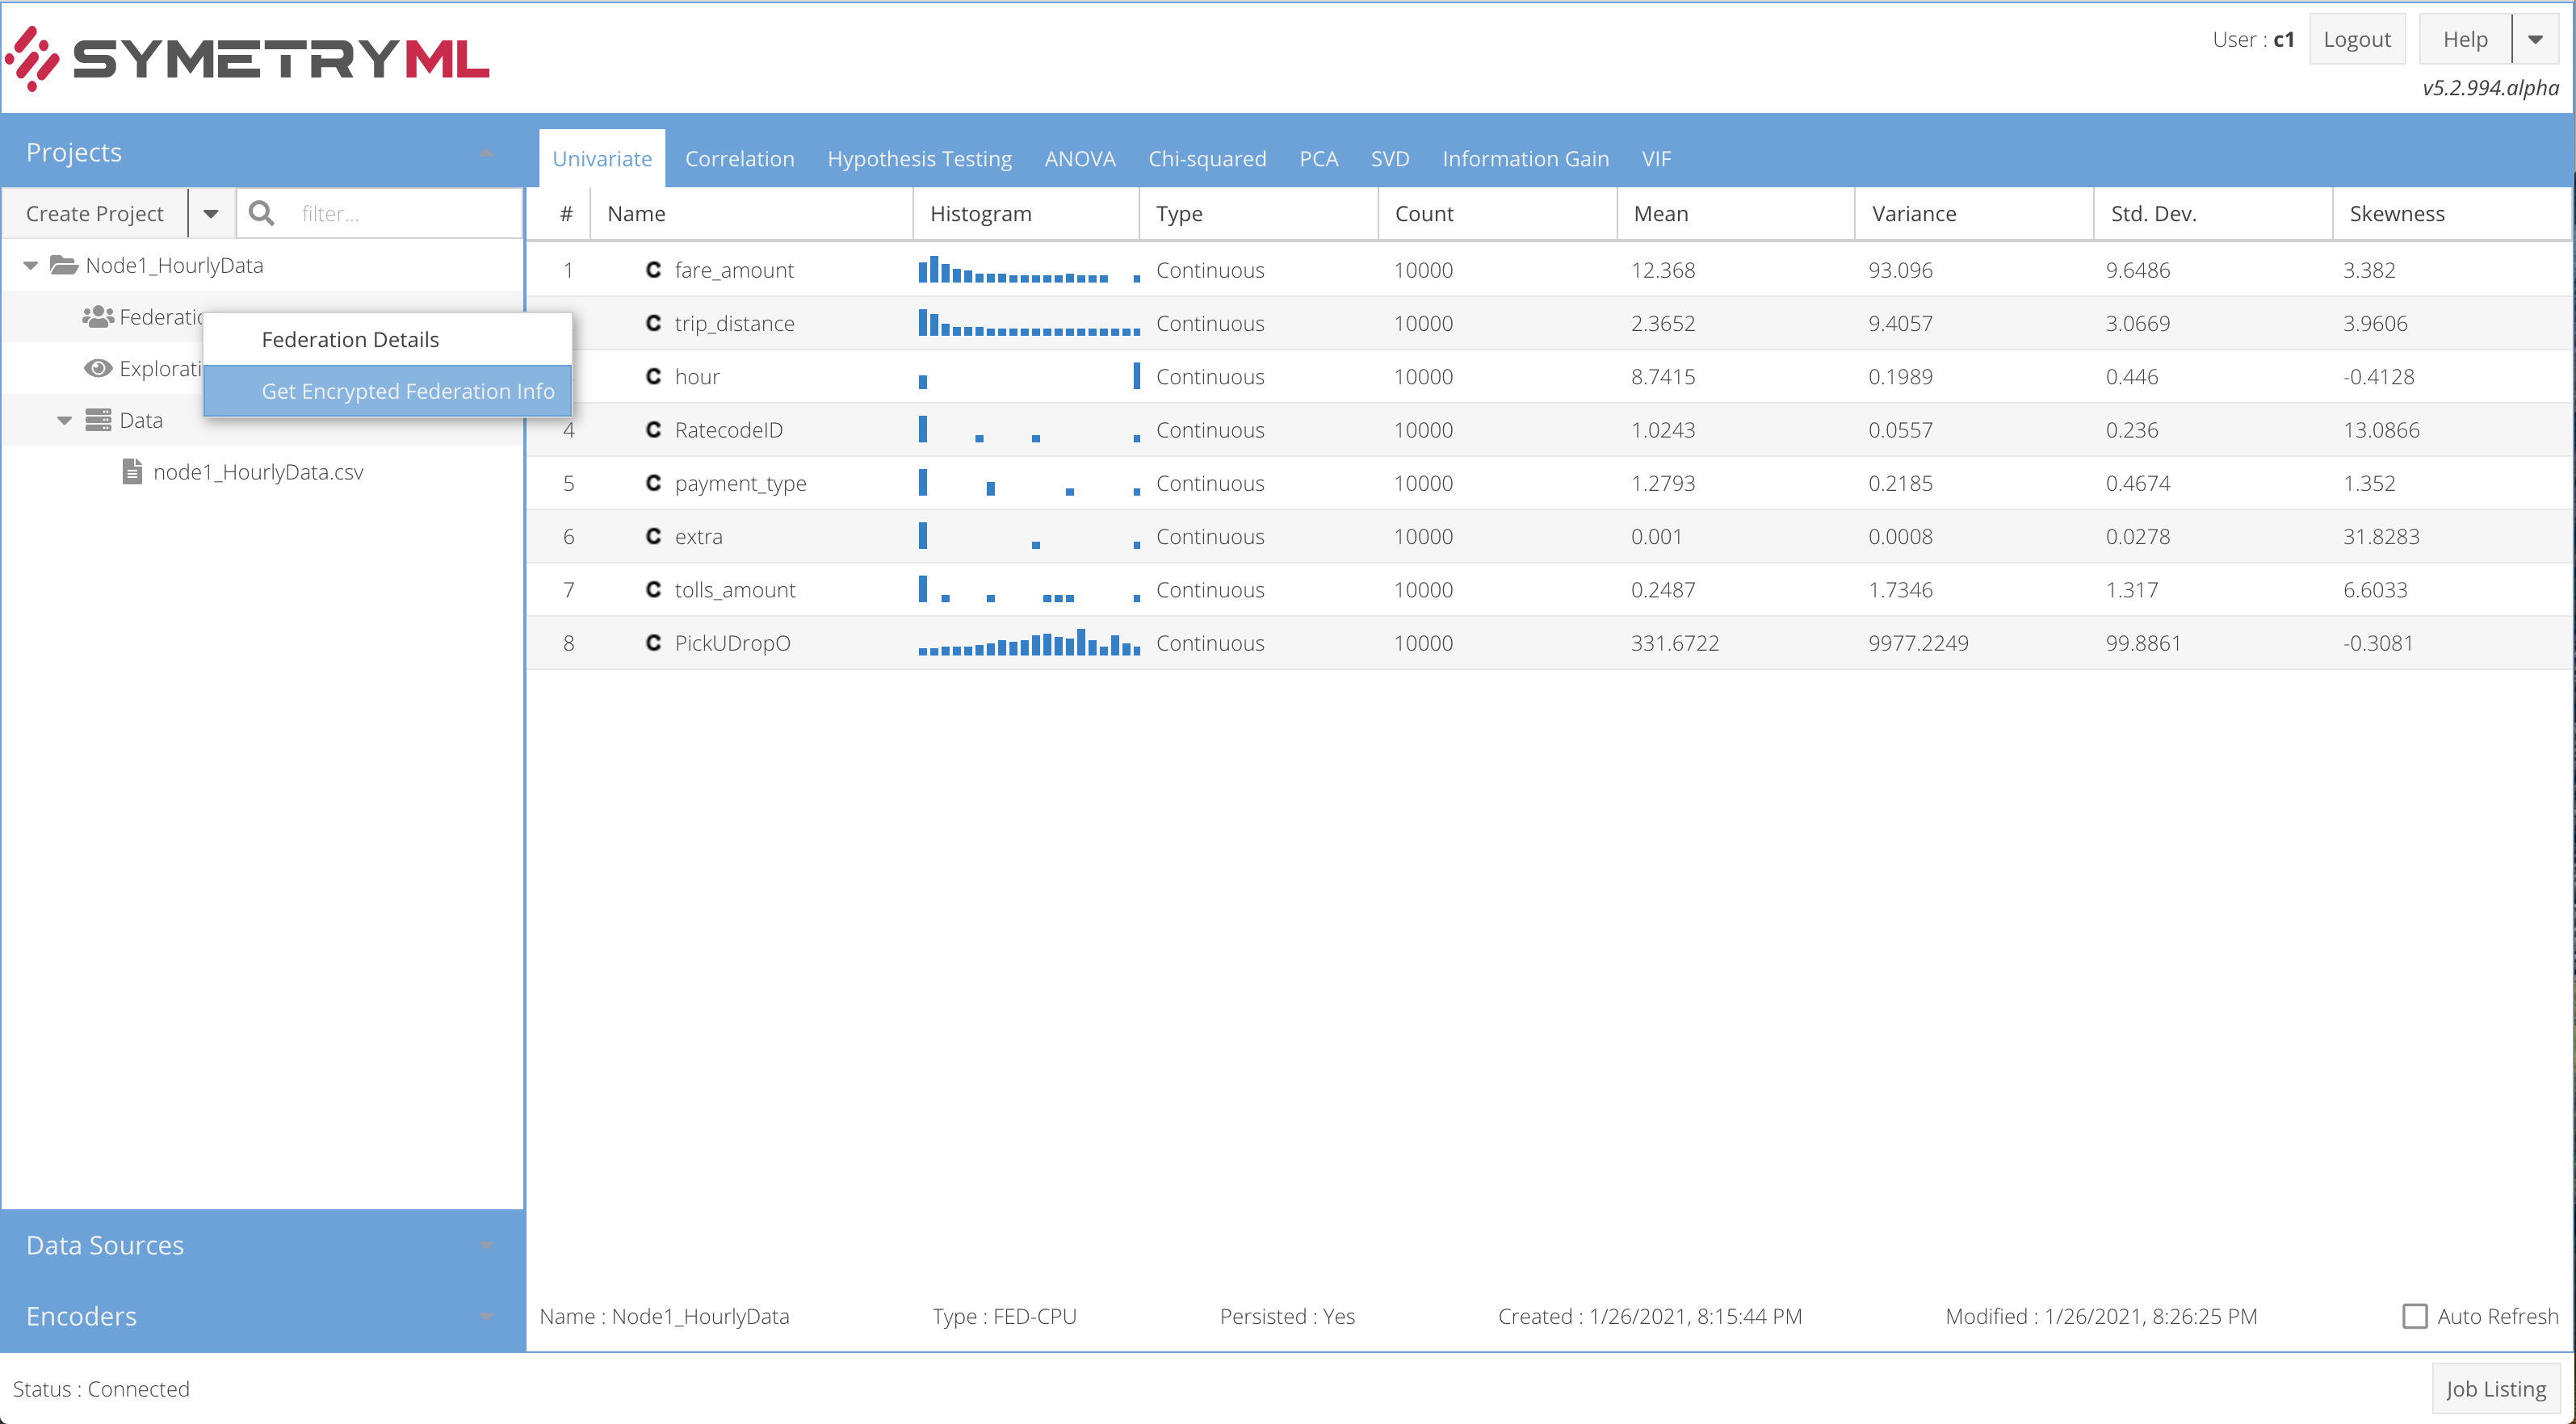 SYMETRYML
User : c1 Logout Help
v5.2.994.alpha
Projects
Create Project filter...
Node1_HourlyData
Federatio
Federation Details
Explorati
Get Encrypted Federation Info
Data
node1_HourlyData.csv
Data Sources
Encoders
Univariate Correlation Hypothesis Testing ANOVA Chi-squared PCA SVD Information Gain VIF
# Name Histogram Type Count Mean Variance Std. Dev. Skewness
1 C fare_amount Continuous 10000 12.368 93.096 9.6486 3.382
C trip_distance Continuous 10000 2.3652 9.4057 3.0669 3.9606
C hour Continuous 10000 8.7415 0.1989 0.446 -0.4128
4 C RatecodeID Continuous 10000 1.0243 0.0557 0.236 13.0866
5 C payment_type Continuous 10000 1.2793 0.2185 0.4674 1.352
6 C extra Continuous 10000 0.001 0.0008 0.0278 31.8283
7 C tolls_amount Continuous 10000 0.2487 1.7346 1.317 6.6033
8 C PickUDropO Continuous 10000 331.6722 9977.2249 99.8861 -0.3081
Name : Node1_HourlyData Type : FED-CPU Persisted : Yes Created : 1/26/2021, 8:15:44 PM Modified : 1/26/2021, 8:26:25 PM Auto Refresh
Status : Connected Job Listing